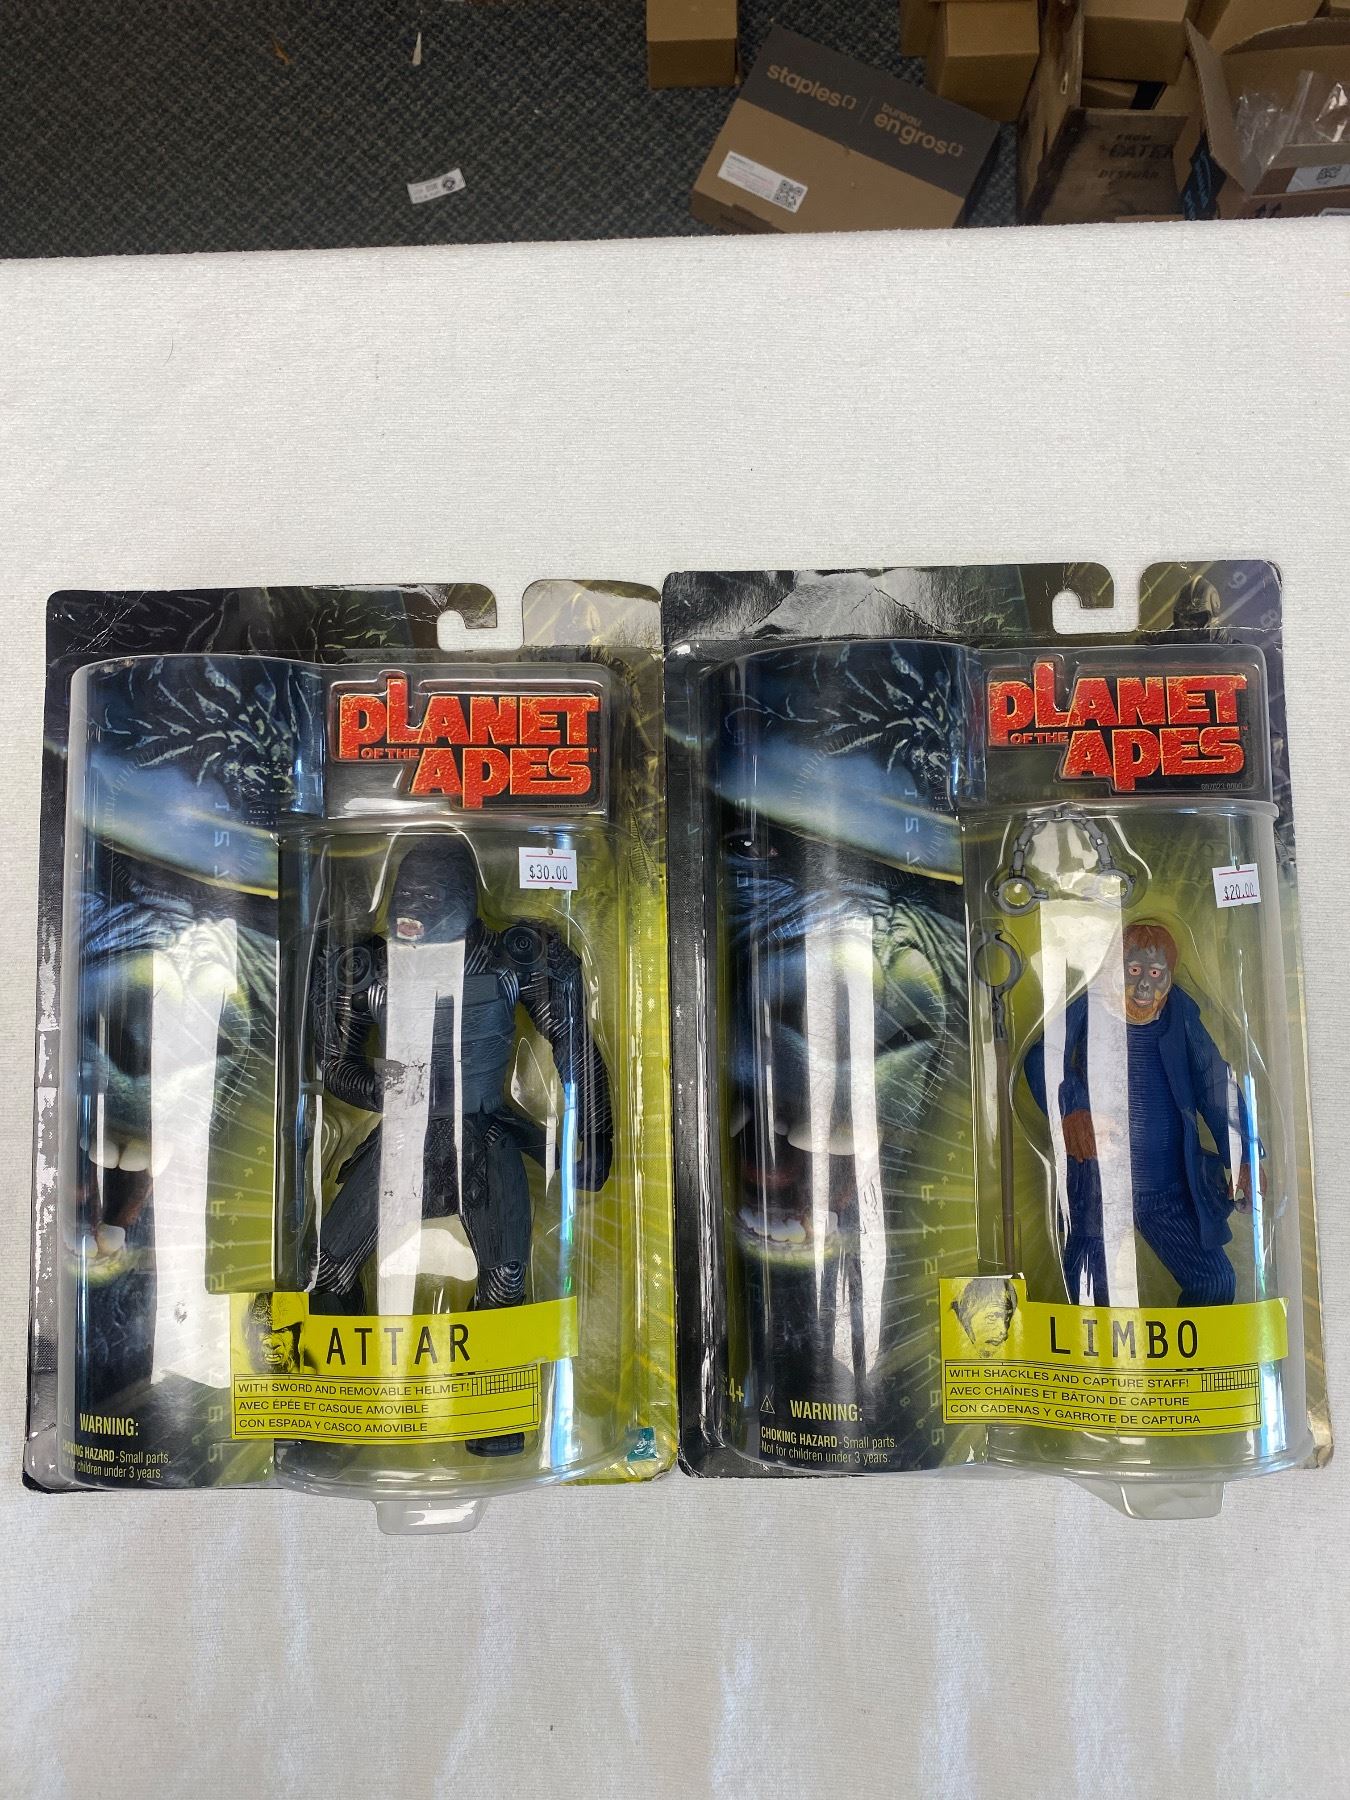 staples
bureau
en gros
FROM
PLANET
OF THE
APES
$30.00
ATTAR
WITH SWORD AND REMOVABLE HELMET!
AVEC ÉPÉE ET CASQUE AMOVIBLE
CON ESPADA Y CASCO AMOVIBLE
WARNING:
CHOKING HAZARD-Small parts.
Not for children under 3 years.
PLANET
OF THE
APES
$20.00
LIMBO
WITH SHACKLES AND CAPTURE STAFF!
AVEC CHAÎNES ET BÂTON DE CAPTURE
CON CADENAS Y GARROTE DE CAPTURA
4+
WARNING:
CHOKING HAZARD-Small parts.
Not for children under 3 years.